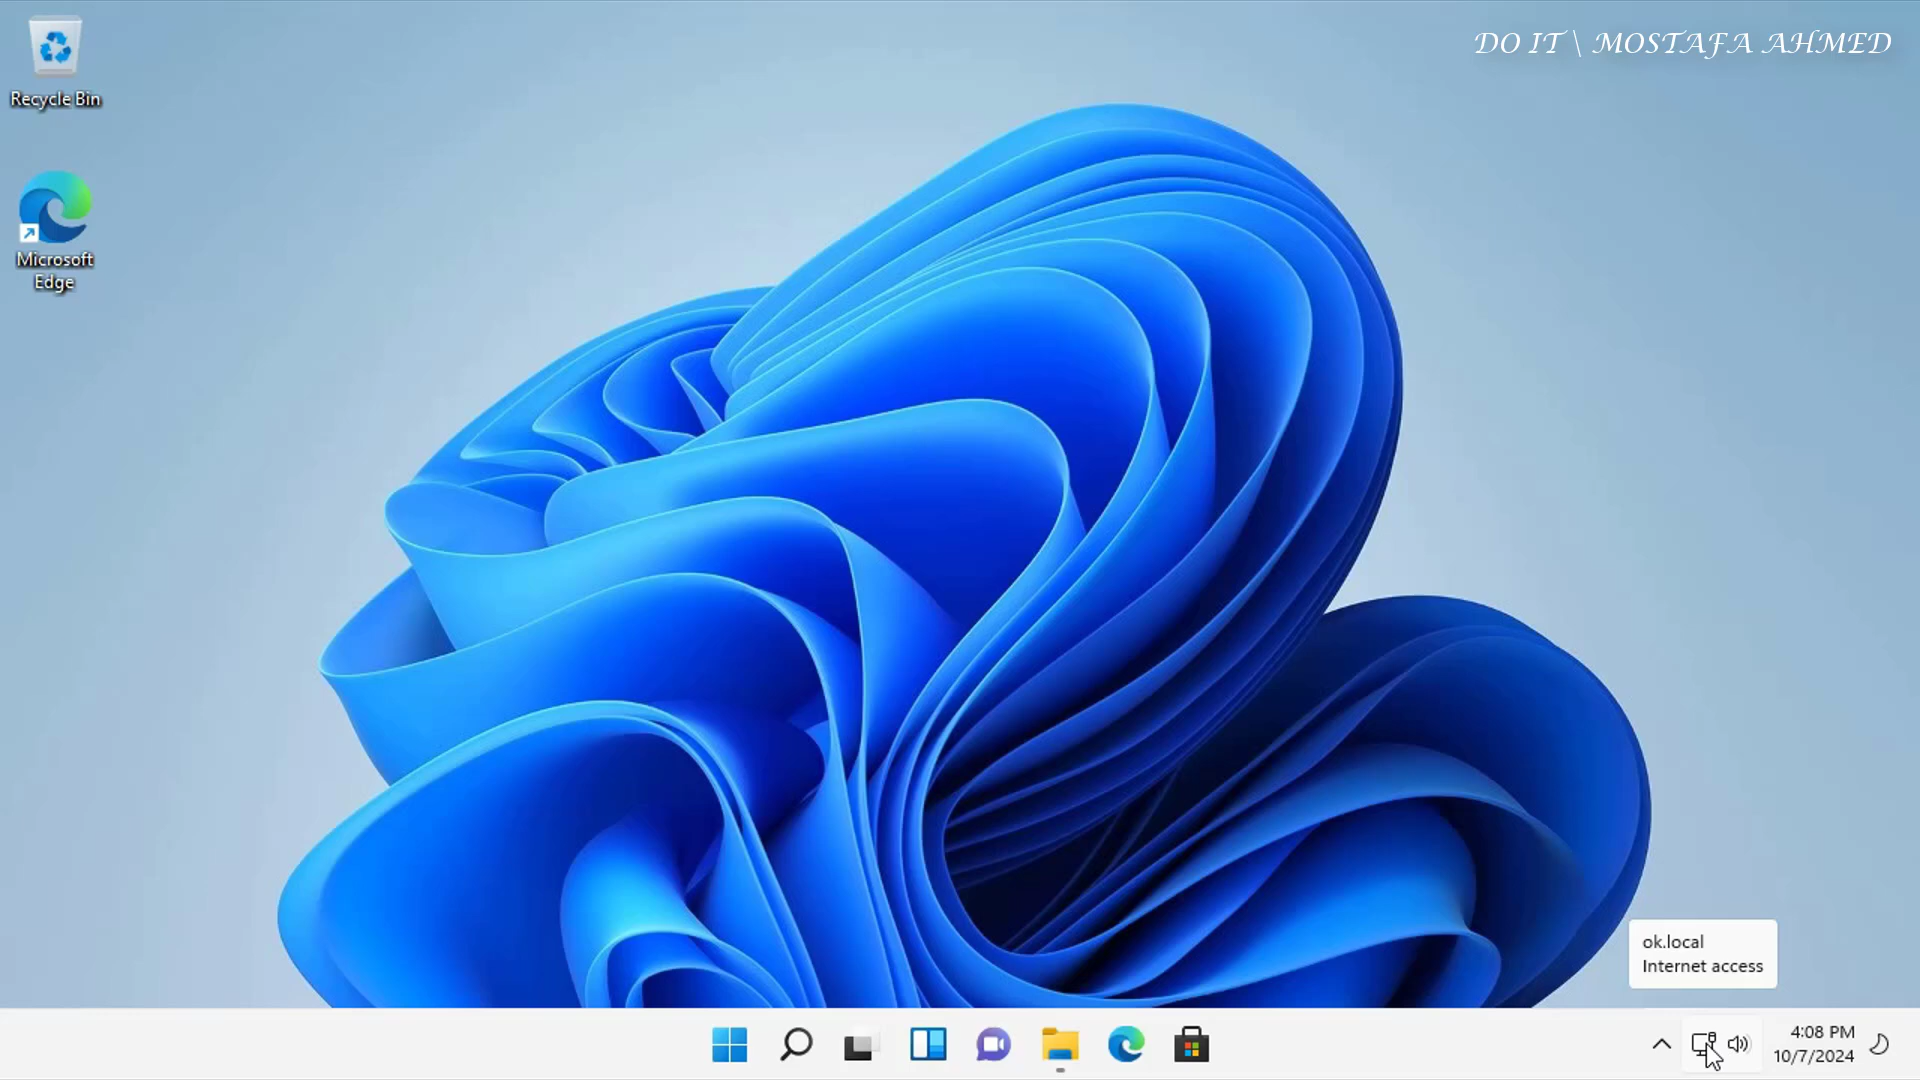 DO IT \ MOSTAFA AHMED
Recycle Bin
Microsoft
Edge
ok.local
Internet access
4:08 PM
10/7/2024